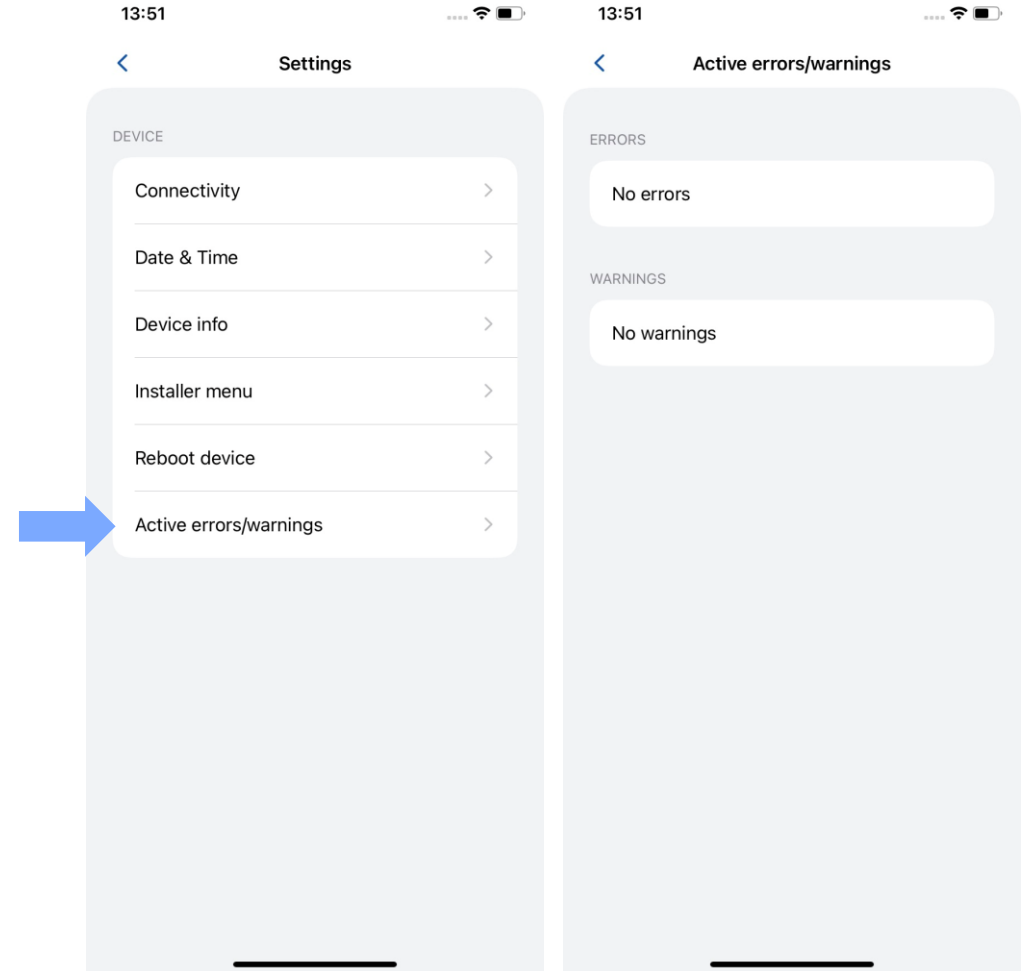 13:51
Settings
DEVICE
Connectivity
Date & Time
Device info
Installer menu
Reboot device
Active errors/warnings
13:51
Active errors/warnings
ERRORS
No errors
WARNINGS
No warnings